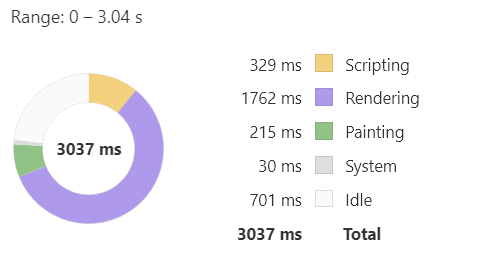 Range: 0 – 3.04 s
329 ms Scripting
1762 ms Rendering
3037 ms
215 ms Painting
30 ms System
701 ms Idle
3037 ms Total